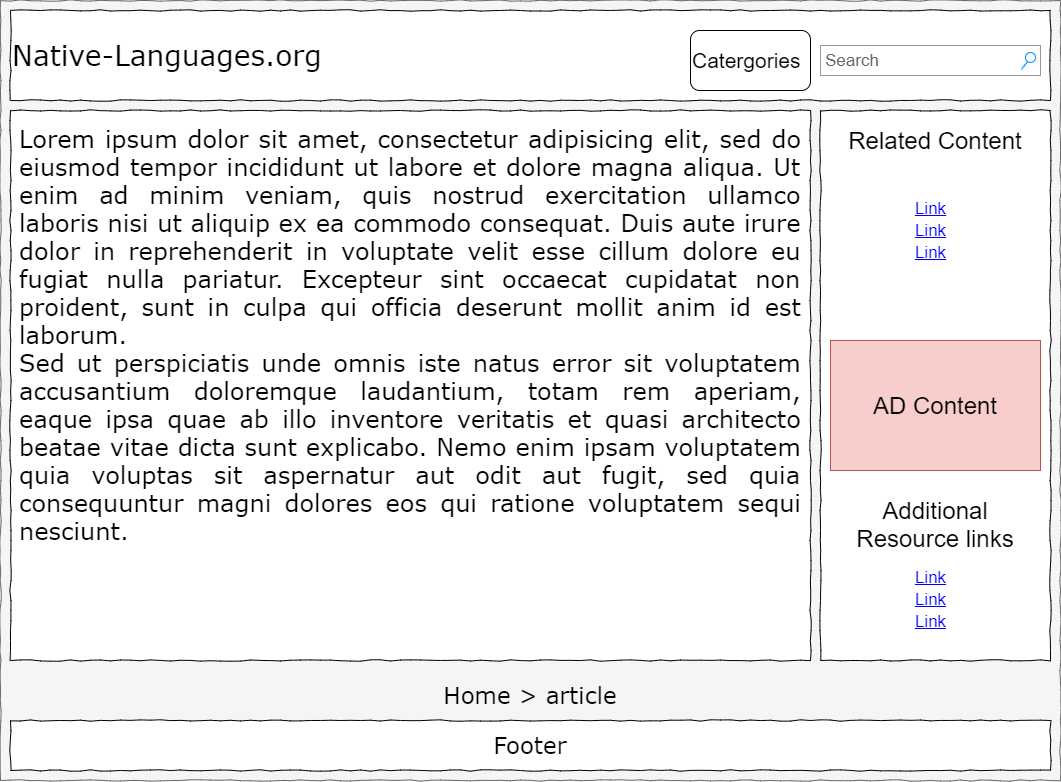 Native-Languages.org
Catergories
Search
Lorem ipsum dolor sit amet, consectetur adipisicing elit, sed do
eiusmod tempor incididunt ut labore et dolore magna aliqua. Ut
enim ad minim veniam, quis nostrud exercitation ullamco
laboris nisi ut aliquip ex ea commodo consequat. Duis aute irure
dolor in reprehenderit in voluptate velit esse cillum dolore eu
fugiat nulla pariatur. Excepteur sint occaecat cupidatat non
proident, sunt in culpa qui officia deserunt mollit anim id est
laborum.
Sed ut perspiciatis unde omnis iste natus error sit voluptatem
accusantium doloremque laudantium, totam rem aperiam,
eaque ipsa quae ab illo inventore veritatis et quasi architecto
beatae vitae dicta sunt explicabo. Nemo enim ipsam voluptatem
quia voluptas sit aspernatur aut odit aut fugit, sed quia
consequuntur magni dolores eos qui ratione voluptatem sequi
nesciunt.
Related Content
Link
Link
Link
AD Content
Additional
Resource links
Link
Link
Link
Home > article
Footer